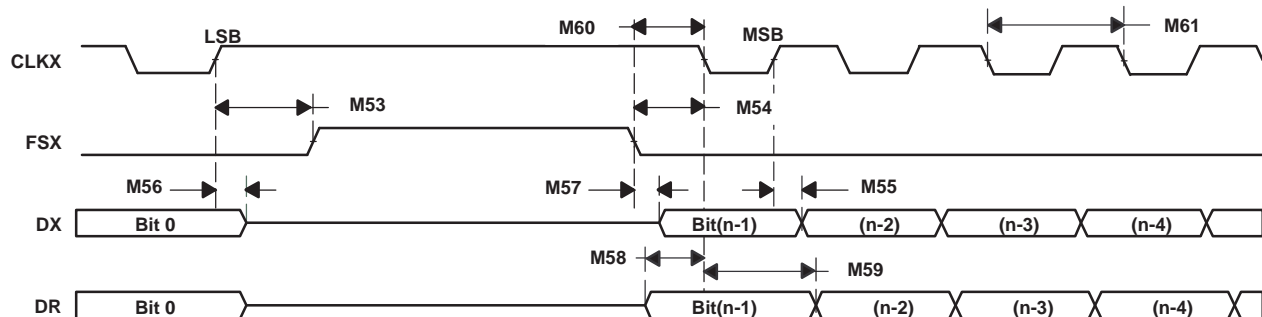 LSB M60 MSB M61
CLKX
M53 M54
FSX
M56 M57 M55
DX Bit 0 Bit(n-1) (n-2) (n-3) (n-4)
M58 M59
DR Bit 0 Bit(n-1) (n-2) (n-3) (n-4)